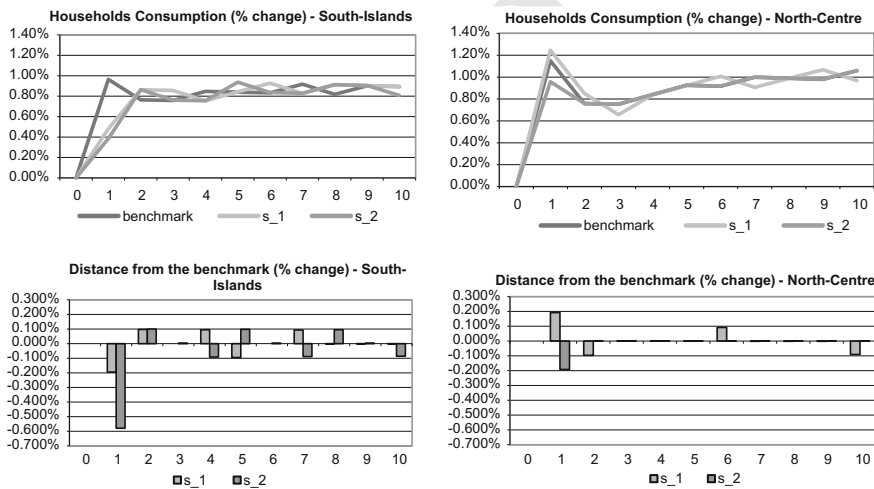 Households Consumption (% change) - South-Islands
1.40%
1.20%
1.00%
0.80%
0.60%
0.40%
0.20%
0.00%
0 1 2 3 4 5 6 7 8 9 10
benchmark s_1 s_2
Households Consumption (% change) - North-Centre
1.40%
1.20%
1.00%
0.80%
0.60%
0.40%
0.20%
0.00%
0 1 2 3 4 5 6 7 8 9 10
benchmark s_1 s_2
Distance from the benchmark (% change) - South-
Islands
0.300%
0.200%
0.100%
0.000%
-0.100%
-0.200%
-0.300%
-0.400%
-0.500%
-0.600%
-0.700%
0 1 2 3 4 5 6 7 8 9 10
s_1 s_2
Distance from the benchmark (% change) - North-Centre
0.300%
0.200%
0.100%
0.000%
-0.100%
-0.200%
-0.300%
-0.400%
-0.500%
-0.600%
-0.700%
0 1 2 3 4 5 6 7 8 9 10
s_1 s_2